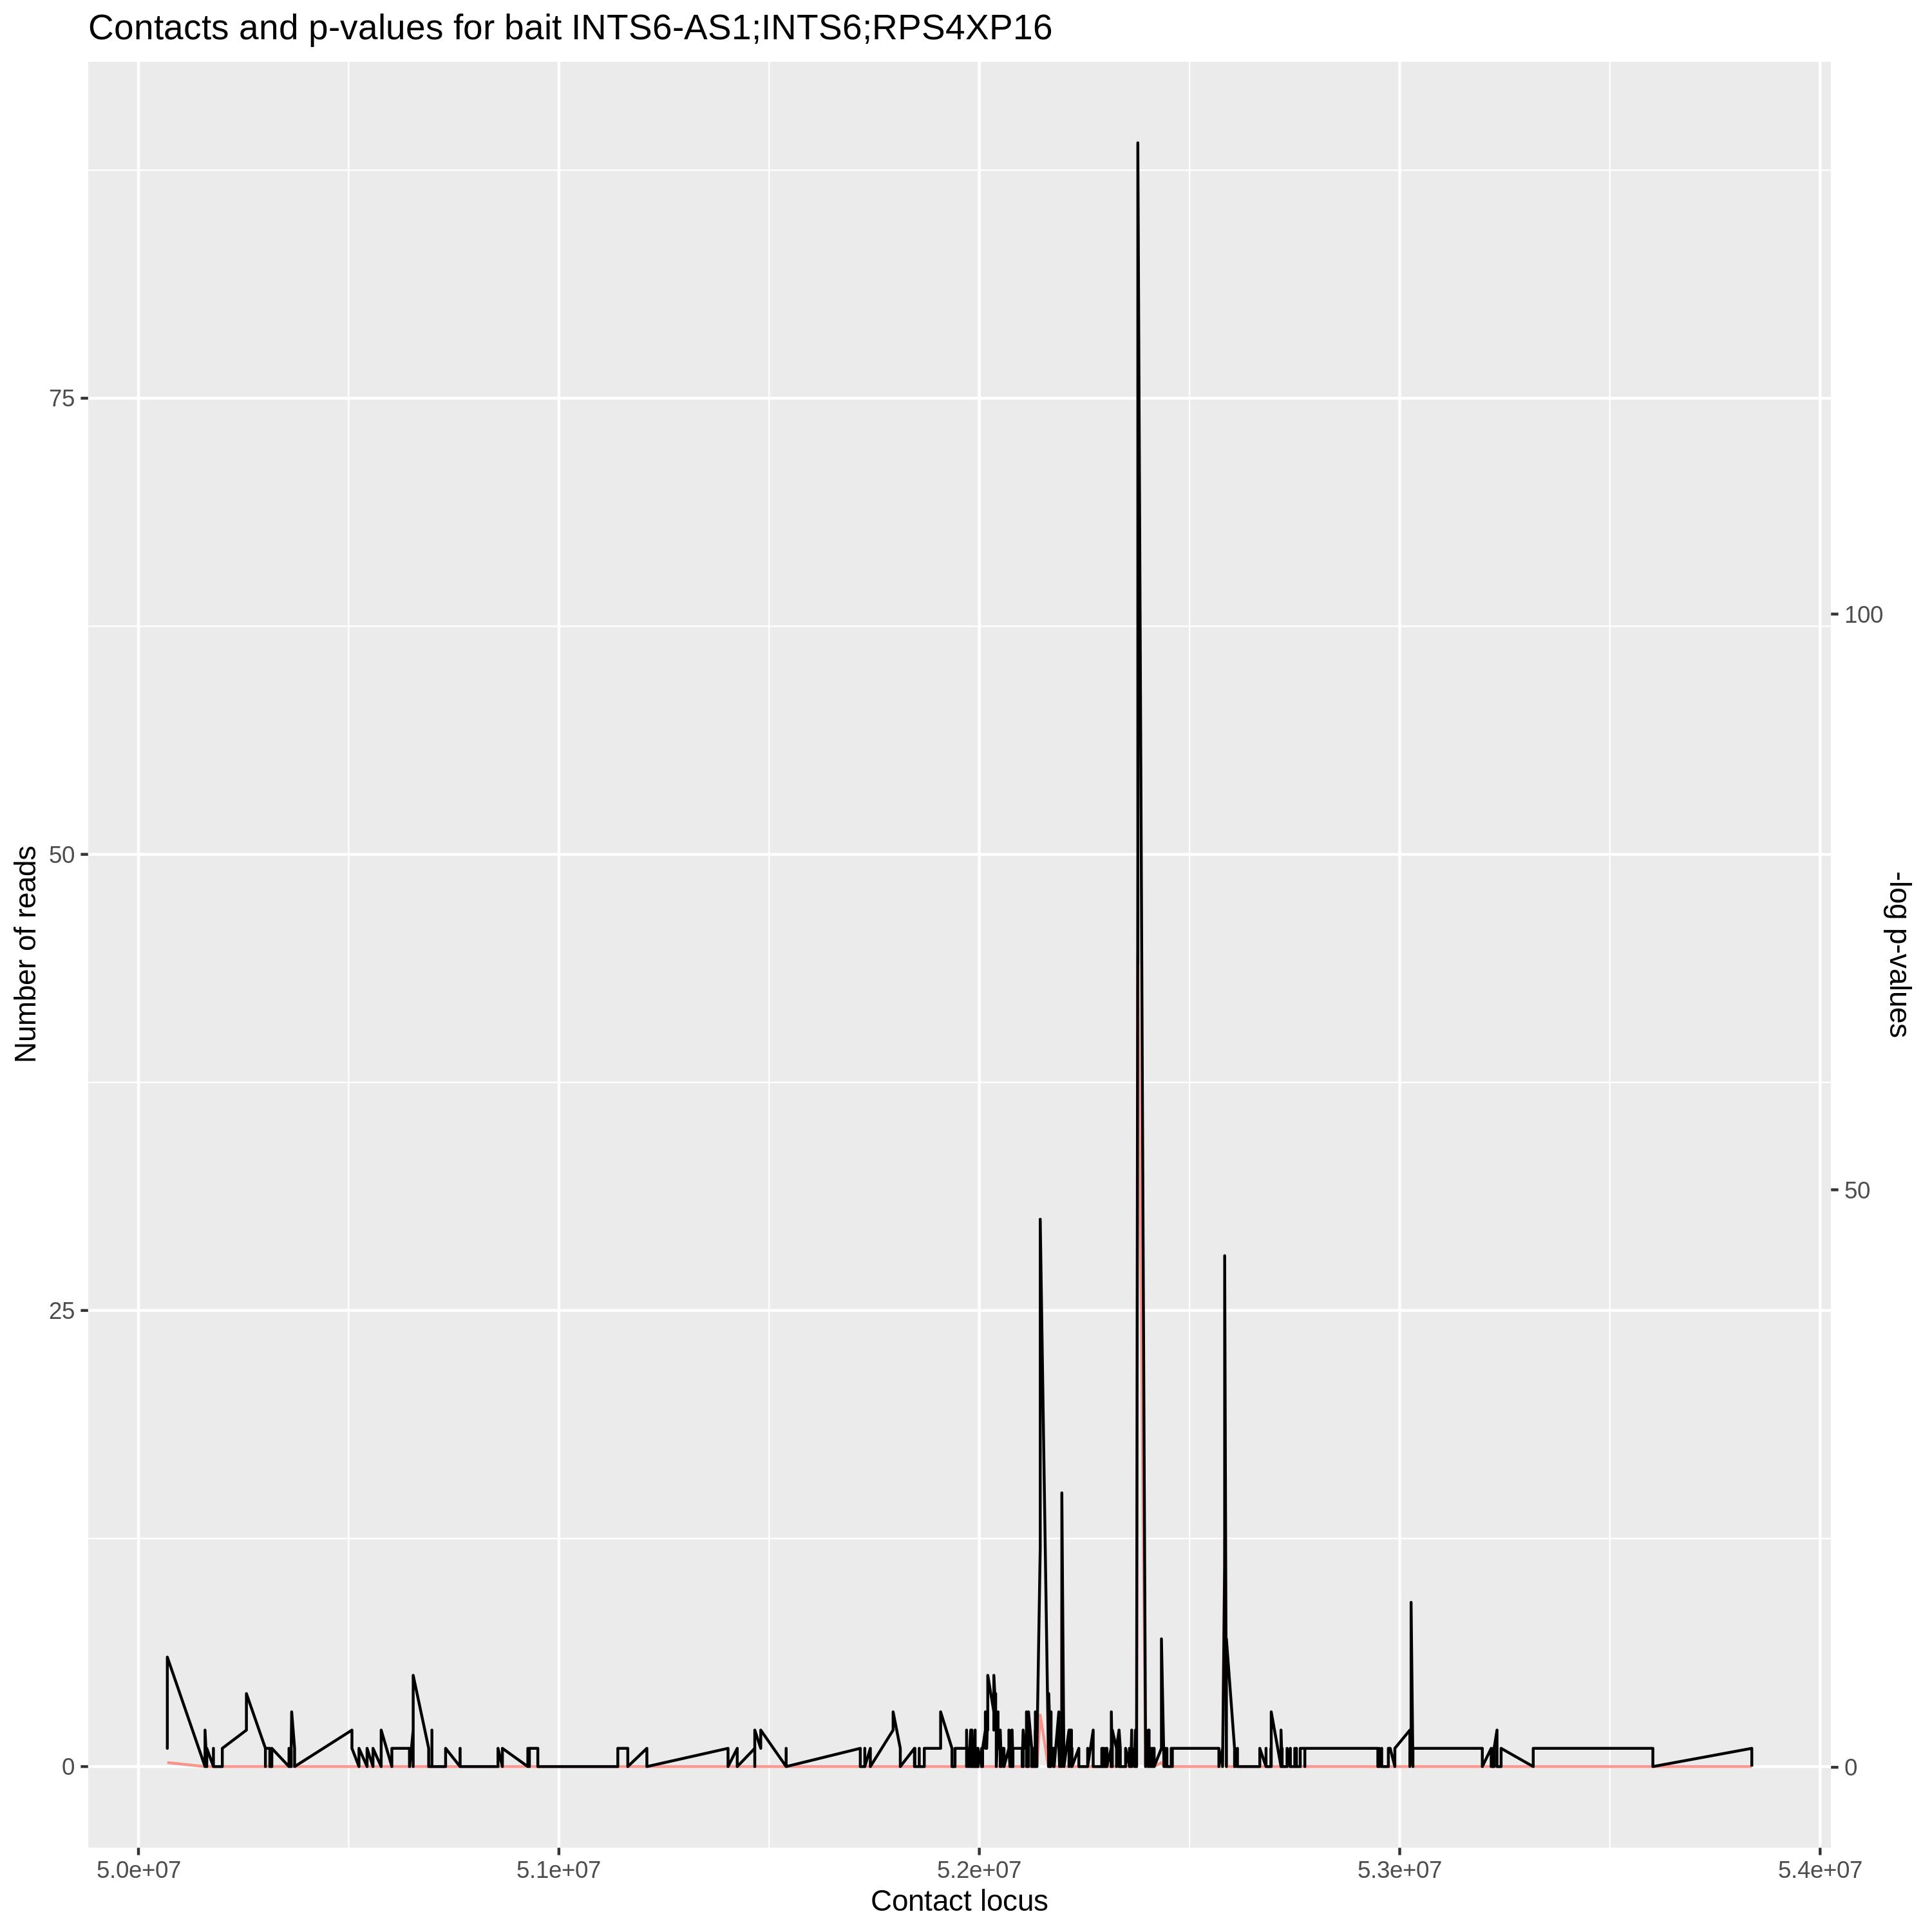 Contacts and p-values for bait INTS6-AS1;INTS6;RPS4XP16
75
50
25
0
Number of reads
100
50
0
-log p-values
5.0e+07
5.1e+07
5.2e+07
5.3e+07
5.4e+07
Contact locus